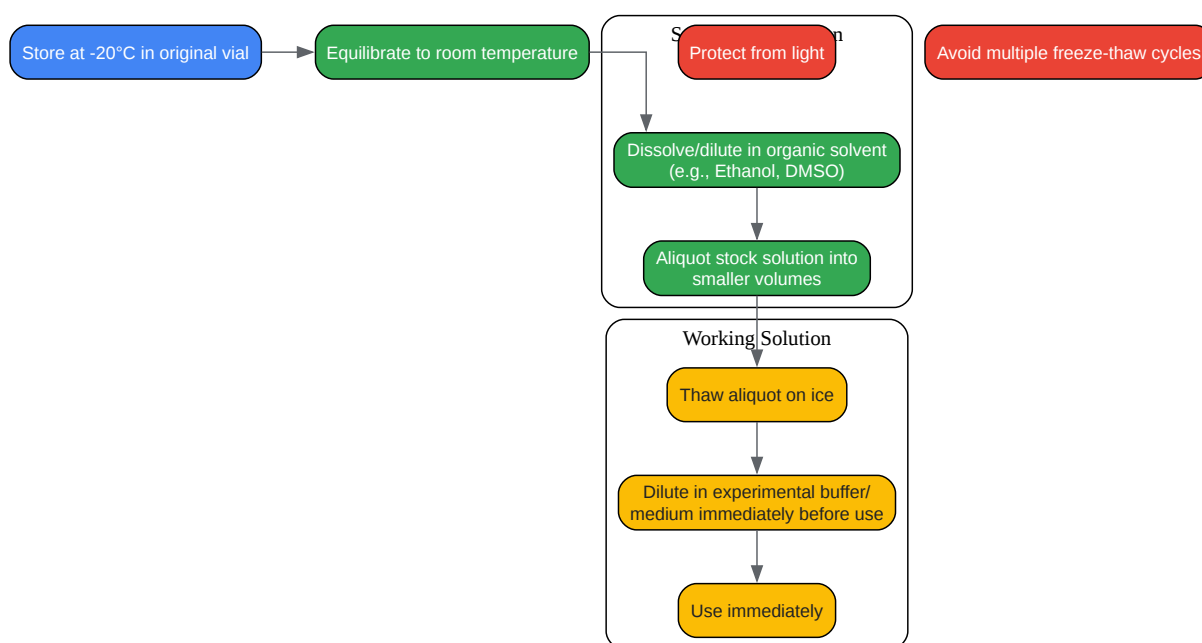 Store at -20°C in original vial
Equilibrate to room temperature
Protect from light
Avoid multiple freeze-thaw cycles
Dissolve/dilute in organic solvent
(e.g., Ethanol, DMSO)
Aliquot stock solution into
smaller volumes
Working Solution
Thaw aliquot on ice
Dilute in experimental buffer/
medium immediately before use
Use immediately